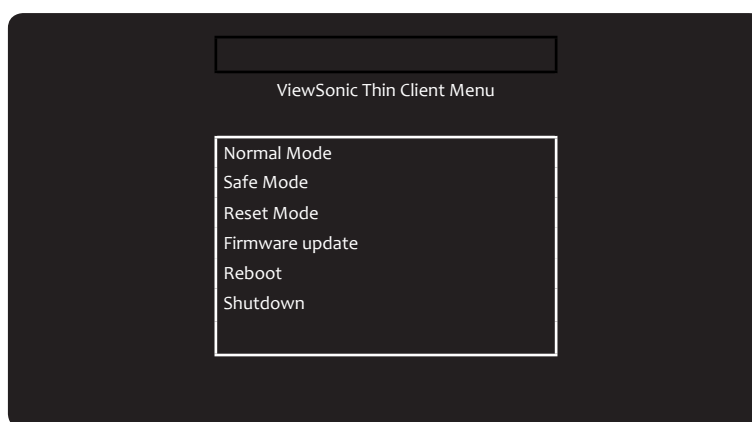 ViewSonic Thin Client Menu
Normal Mode
Safe Mode
Reset Mode
Firmware update
Reboot
Shutdown